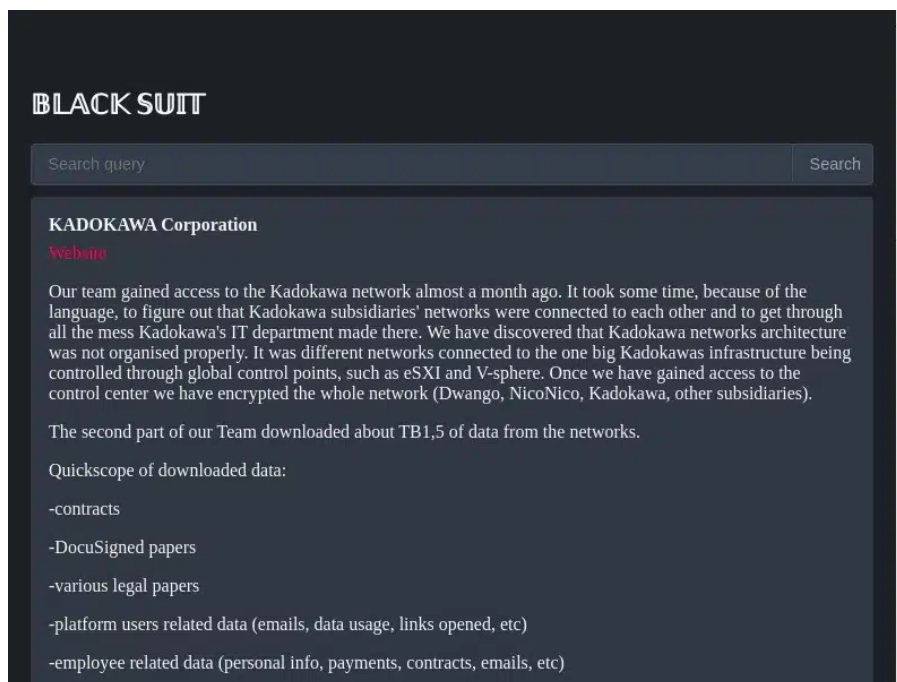 BLACK SUIT
Search query
Search
KADOKAWA Corporation
Website
Our team gained access to the Kadokawa network almost a month ago. It took some time, because of the
language, to figure out that Kadokawa subsidiaries' networks were connected to each other and to get through
all the mess Kadokawa's IT department made there. We have discovered that Kadokawa networks architecture
was not organised properly. It was different networks connected to the one big Kadokawas infrastructure being
controlled through global control points, such as eSXI and V-sphere. Once we have gained access to the
control center we have encrypted the whole network (Dwango, NicoNico, Kadokawa, other subsidiaries).
The second part of our Team downloaded about TB1,5 of data from the networks.
Quickscope of downloaded data:
-contracts
-DocuSigned papers
-various legal papers
-platform users related data (emails, data usage, links opened, etc)
-employee related data (personal info, payments, contracts, emails, etc)